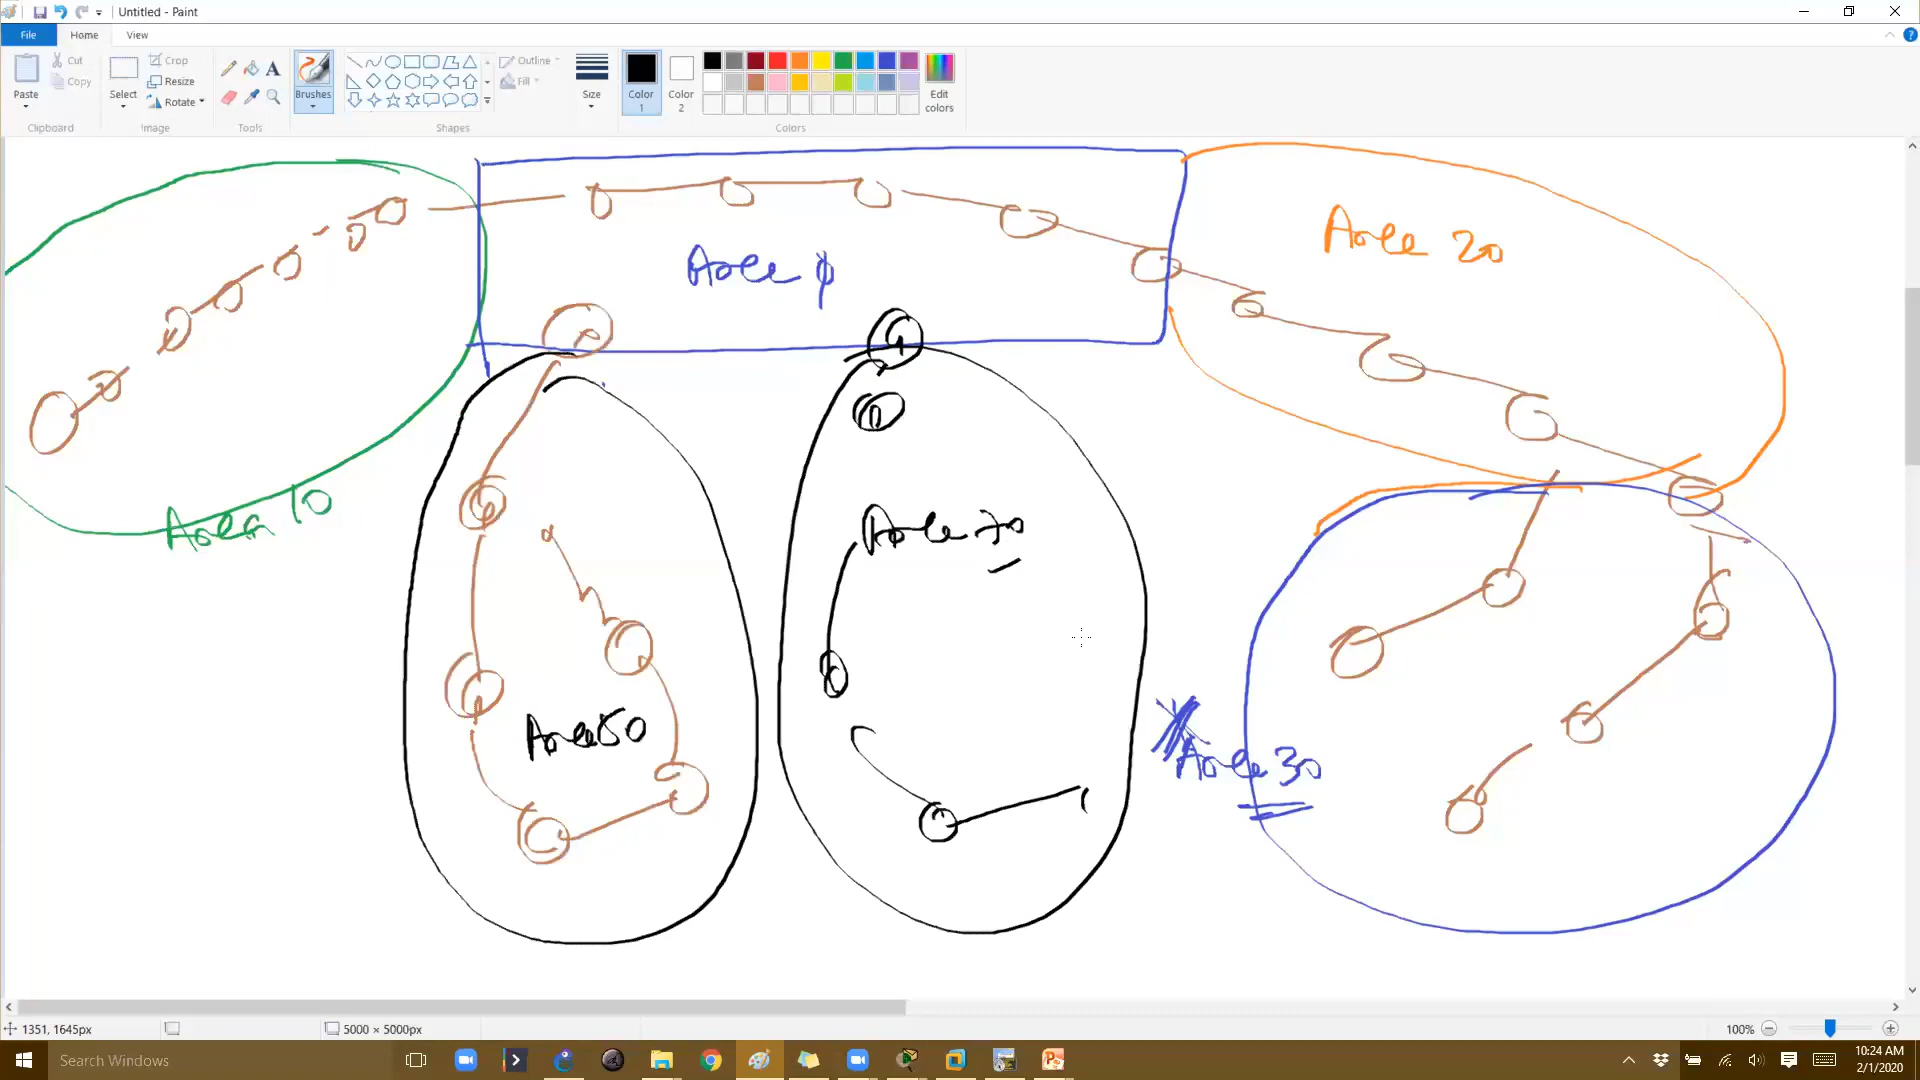 Untitled - Paint
File Home View
Paste
Cut
Copy
Clipboard
Select
Crop
Resize
Rotate
Image
Tools
Brushes
Shapes
Outline
Fill
Size
Color 1
Color 2
Colors
Edit colors
Area 0
Area 20
Area 10
Area 70
Area 50
Area 30
1351, 1645px
5000 × 5000px
100%
Search Windows
10:24 AM
2/1/2020